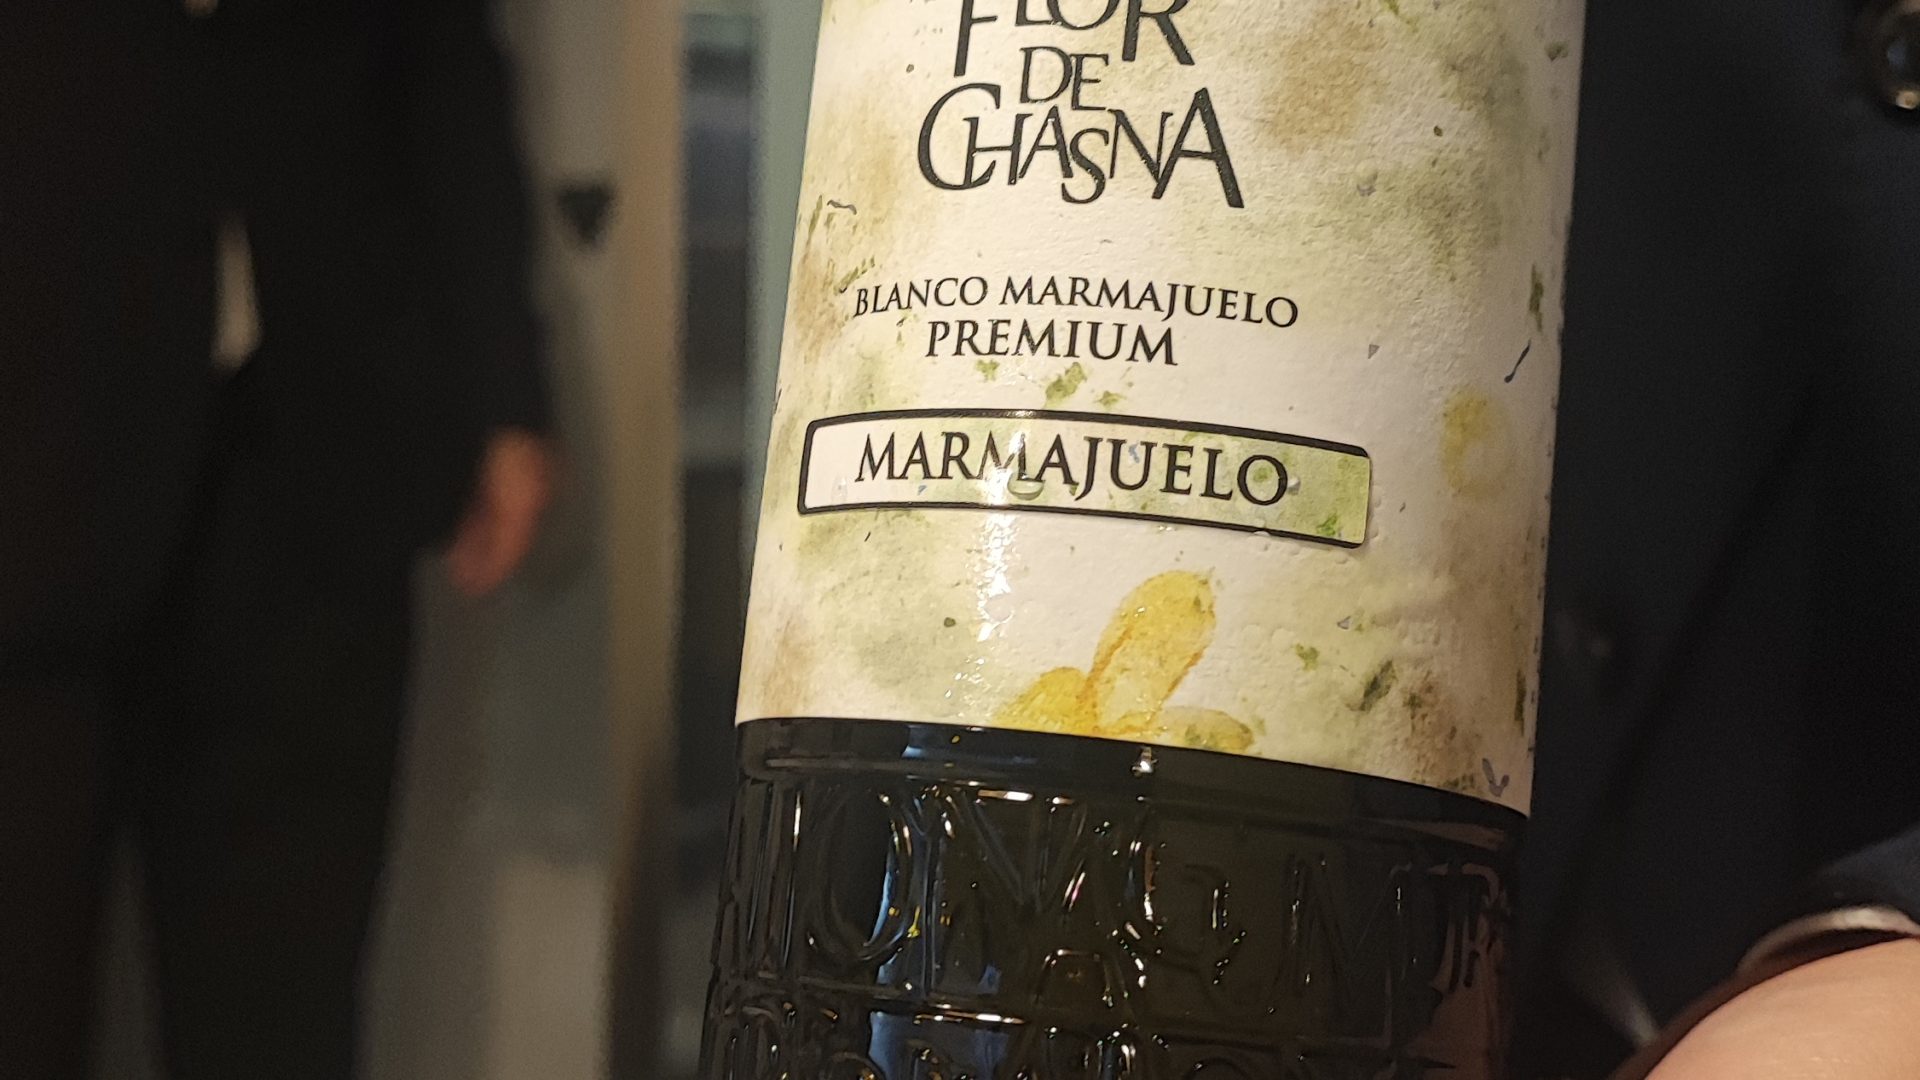 FLOR
DE
CHASNA
BLANCO MARMAJUELO
PREMIUM
MARMAJUELO